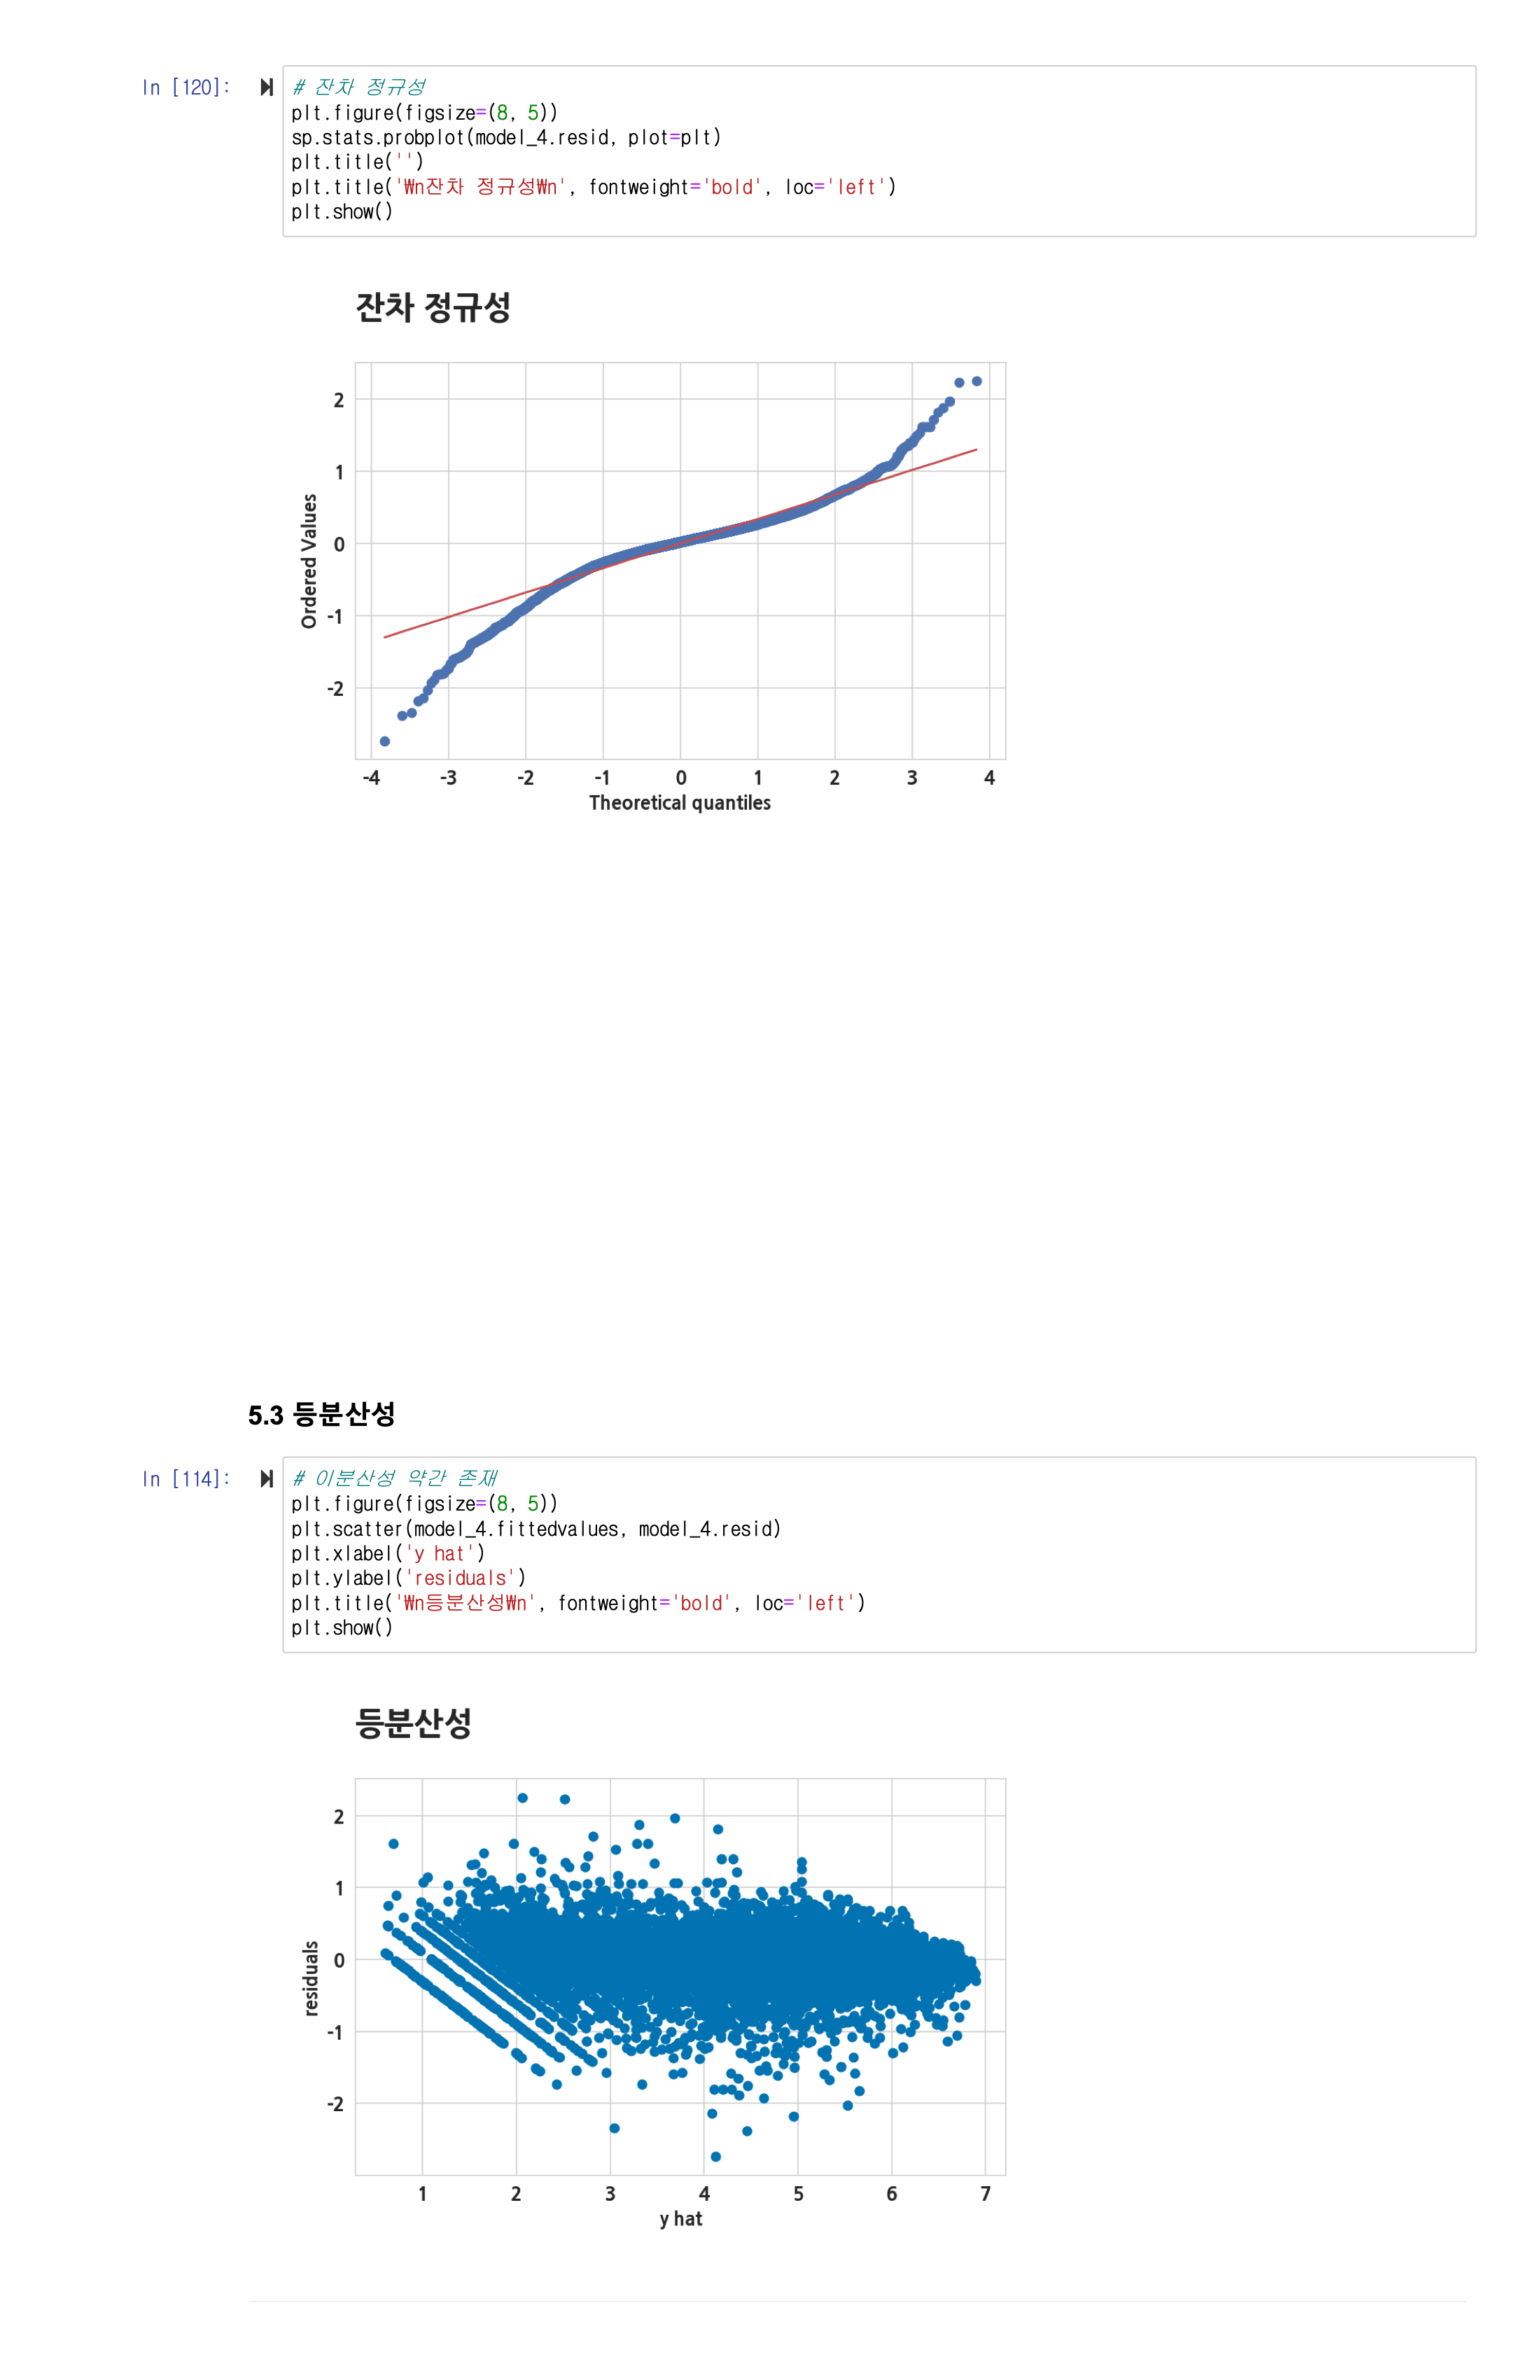 In [120]:
# 잔차 정규성
plt.figure(figsize=(8, 5))
sp.stats.probplot(model_4.resid, plot=plt)
plt.title('')
plt.title('₩n잔차 정규성₩n', fontweight='bold', loc='left')
plt.show()
잔차 정규성
2
1
0
-1
-2
Ordered Values
-4 -3 -2 -1 0 1 2 3 4
Theoretical quantiles
5.3 등분산성
In [114]:
# 이분산성 약간 존재
plt.figure(figsize=(8, 5))
plt.scatter(model_4.fittedvalues, model_4.resid)
plt.xlabel('y hat')
plt.ylabel('residuals')
plt.title('₩n등분산성₩n', fontweight='bold', loc='left')
plt.show()
등분산성
2
1
0
-1
-2
residuals
1 2 3 4 5 6 7
y hat